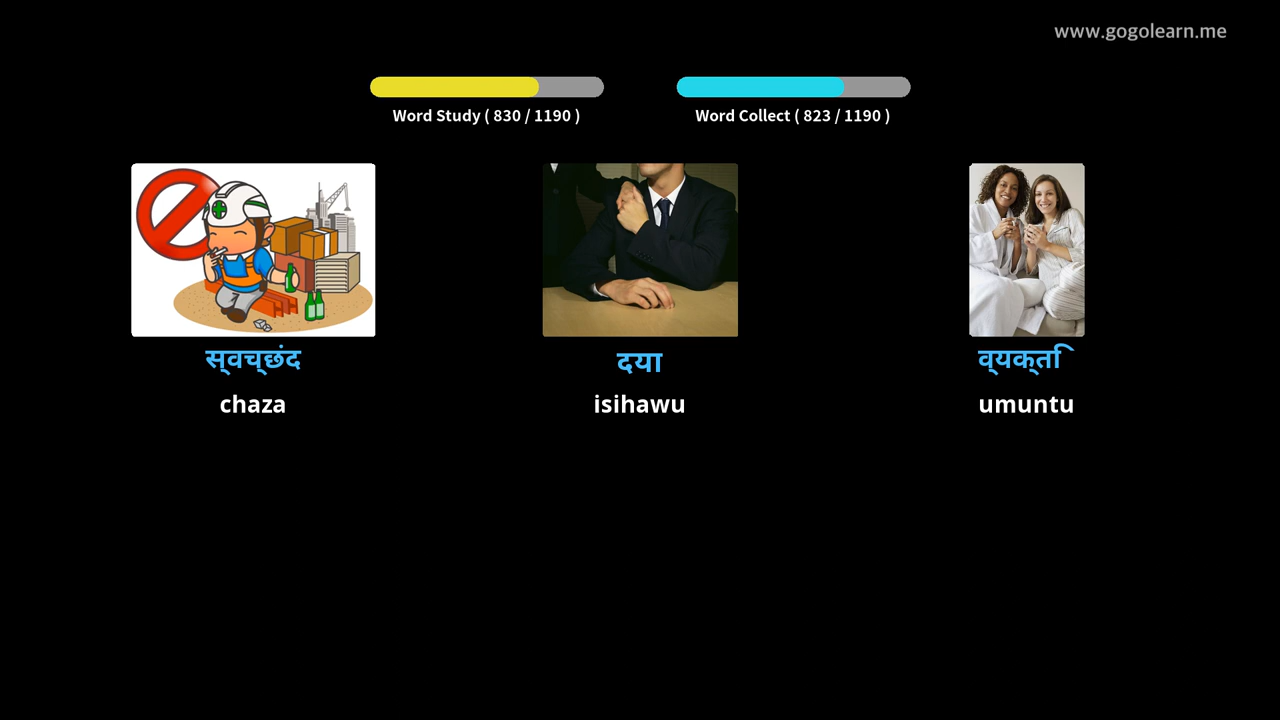 www.gogolearn.me
Word Study ( 830 / 1190 )
Word Collect ( 823 / 1190 )
स्वच्छंद
दया
व्यक्ति
chaza
isihawu
umuntu